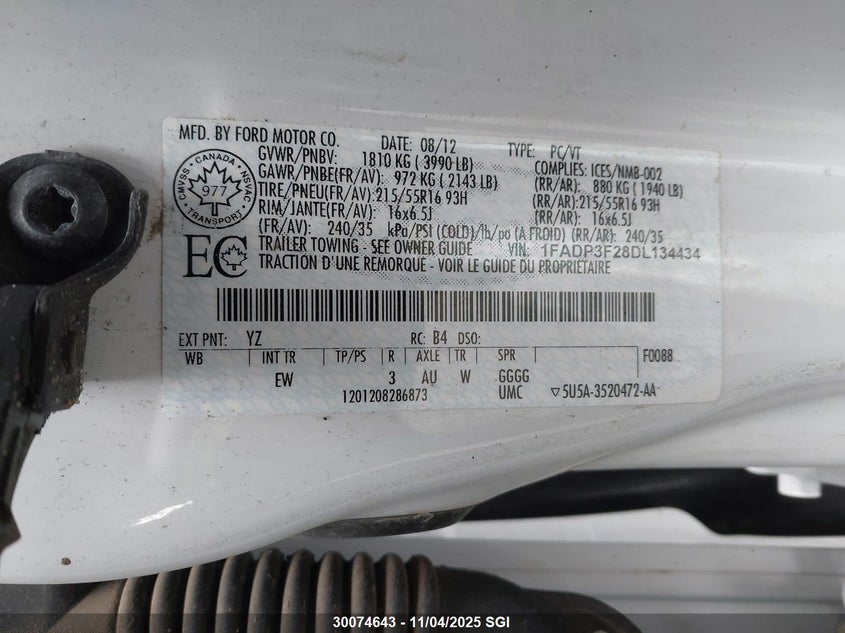 MFD. BY FORD MOTOR CO.
DATE: 08/12
TYPE: PC/VT
GVWR/PNBV: 1810 KG ( 3990 LB)
COMPLIES: ICES/NMB-002
GAWR/PNBE(FR/AV): 972 KG ( 2143 LB)
(RR/AR): 880 KG ( 1940 LB)
TIRE/PNEU(FR/AV): 215/55R16 93H
(RR/AR): 215/55R16 93H
RIM/JANTE(FR/AV): 16x6.5J
(RR/AR): 16x6.5J
(FR/AV): 240/35 kPa/PSI (COLD)/lb/po (A.FROID) (RR/AR): 240/35
TRAILER TOWING - SEE OWNER GUIDE
VIN: 1FADP3F28DL134434
TRACTION D'UNE REMORQUE - VOIR LE GUIDE DU PROPRIETAIRE
CANADA
CMVSS
NSVAC
977
TRANSPORT
EC
EXT PNT: YZ RC: B4 DSO:
WB INT TR TP/PS R AXLE TR SPR F0088
EW 3 AU W GGGG
1201208286873 UMC ▽5U5A-3520472-AA
30074643 - 11/04/2025 SGI